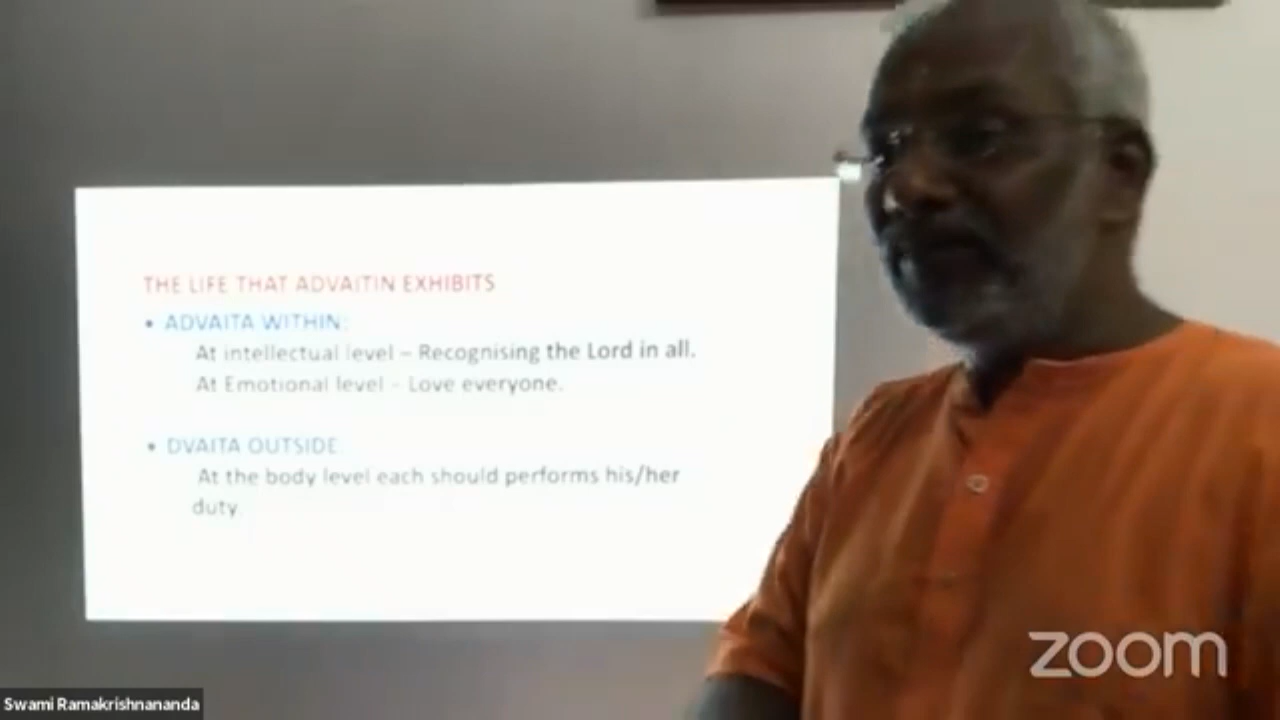 THE LIFE THAT ADVAITIN EXHIBITS
• ADVAITA WITHIN:
At intellectual level – Recognising the Lord in all.
At Emotional level – Love everyone.
• DVAITA OUTSIDE:
At the body level each should performs his/her
duty.
zoom
Swami Ramakrishnananda